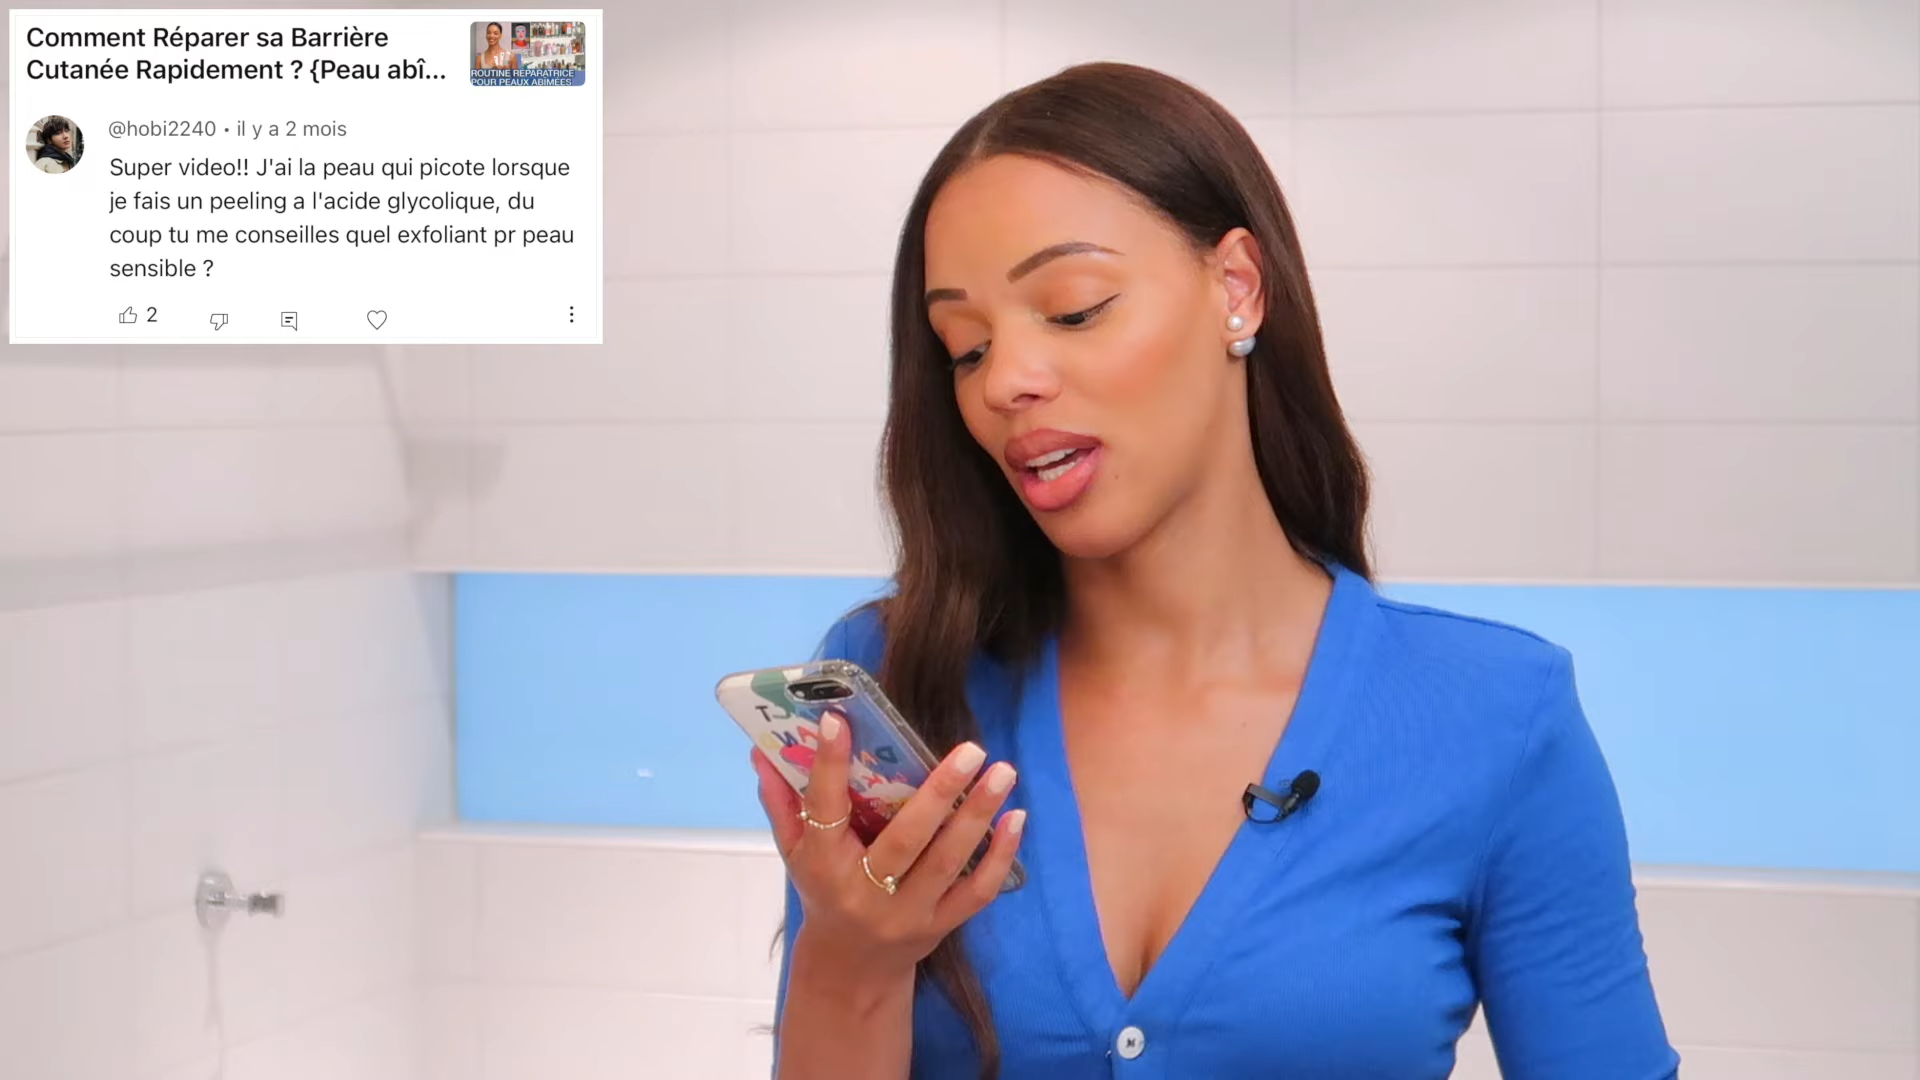 Comment Réparer sa Barrière
Cutanée Rapidement ? {Peau abî...
ROUTINE RÉPARATRICE
POUR PEAUX ABÎMÉES
@hobi2240 • il y a 2 mois
Super video!! J'ai la peau qui picote lorsque
je fais un peeling a l'acide glycolique, du
coup tu me conseilles quel exfoliant pr peau
sensible ?
2